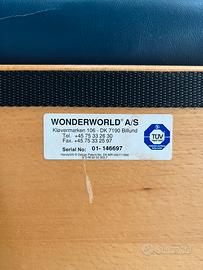 WONDERWORLD® A/S
Kløvermarken 106 - DK 7190 Billund
Tel. +45 75 33 26 30
Fax. +45 75 33 25 97
Serial No: 01- 146697
TÜV